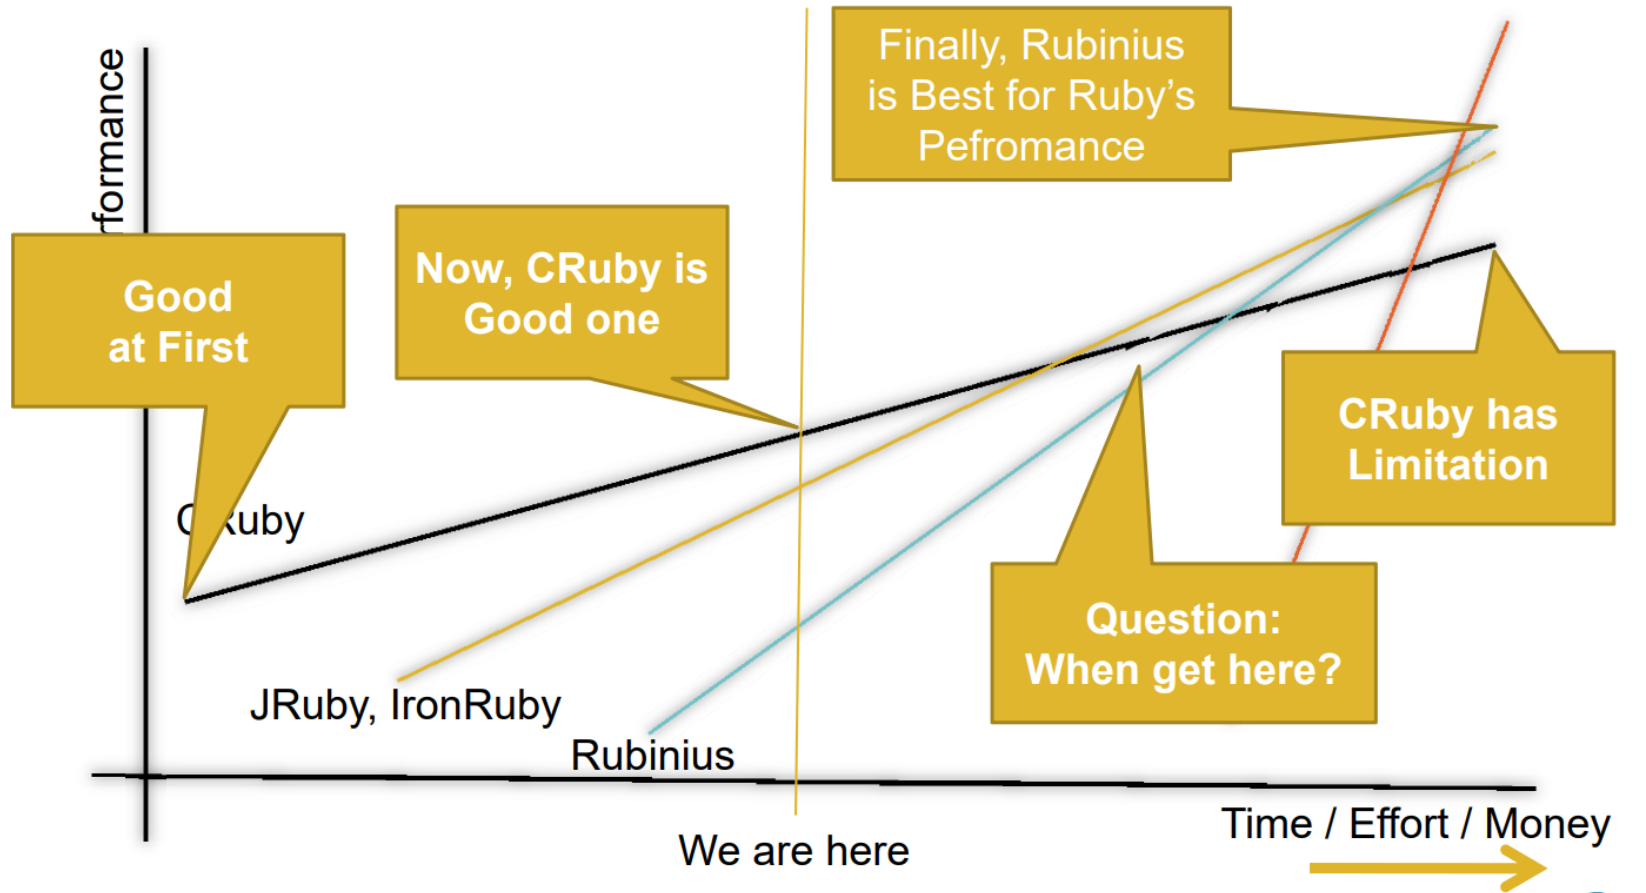 rformance
Finally, Rubinius
is Best for Ruby's
Pefromance
Good
at First
Now, CRuby is
Good one
CRuby has
Limitation
CRuby
Question:
When get here?
JRuby, IronRuby
Rubinius
Time / Effort / Money
We are here